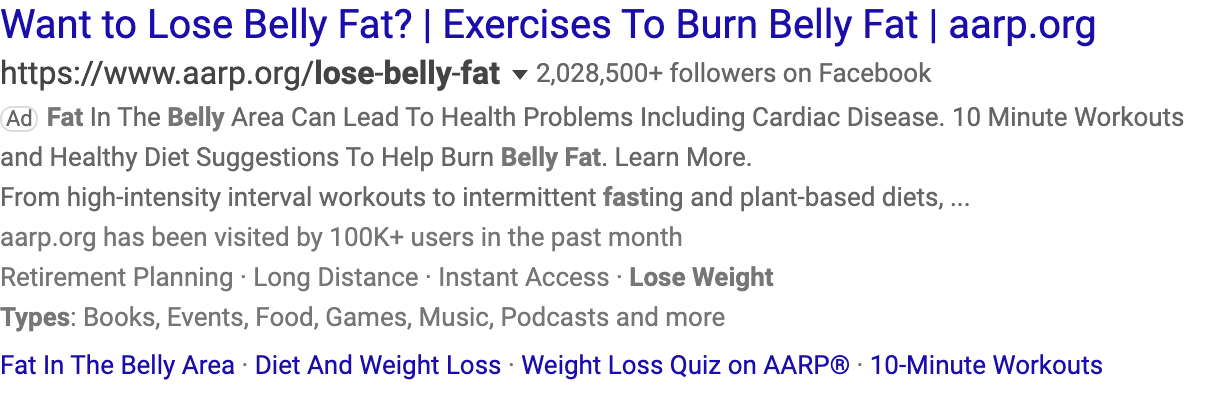 Want to Lose Belly Fat? | Exercises To Burn Belly Fat | aarp.org
https://www.aarp.org/lose-belly-fat ▼ 2,028,500+ followers on Facebook
Ad Fat In The Belly Area Can Lead To Health Problems Including Cardiac Disease. 10 Minute Workouts
and Healthy Diet Suggestions To Help Burn Belly Fat. Learn More.
From high-intensity interval workouts to intermittent fasting and plant-based diets, ...
aarp.org has been visited by 100K+ users in the past month
Retirement Planning · Long Distance · Instant Access · Lose Weight
Types: Books, Events, Food, Games, Music, Podcasts and more
Fat In The Belly Area · Diet And Weight Loss · Weight Loss Quiz on AARP® · 10-Minute Workouts